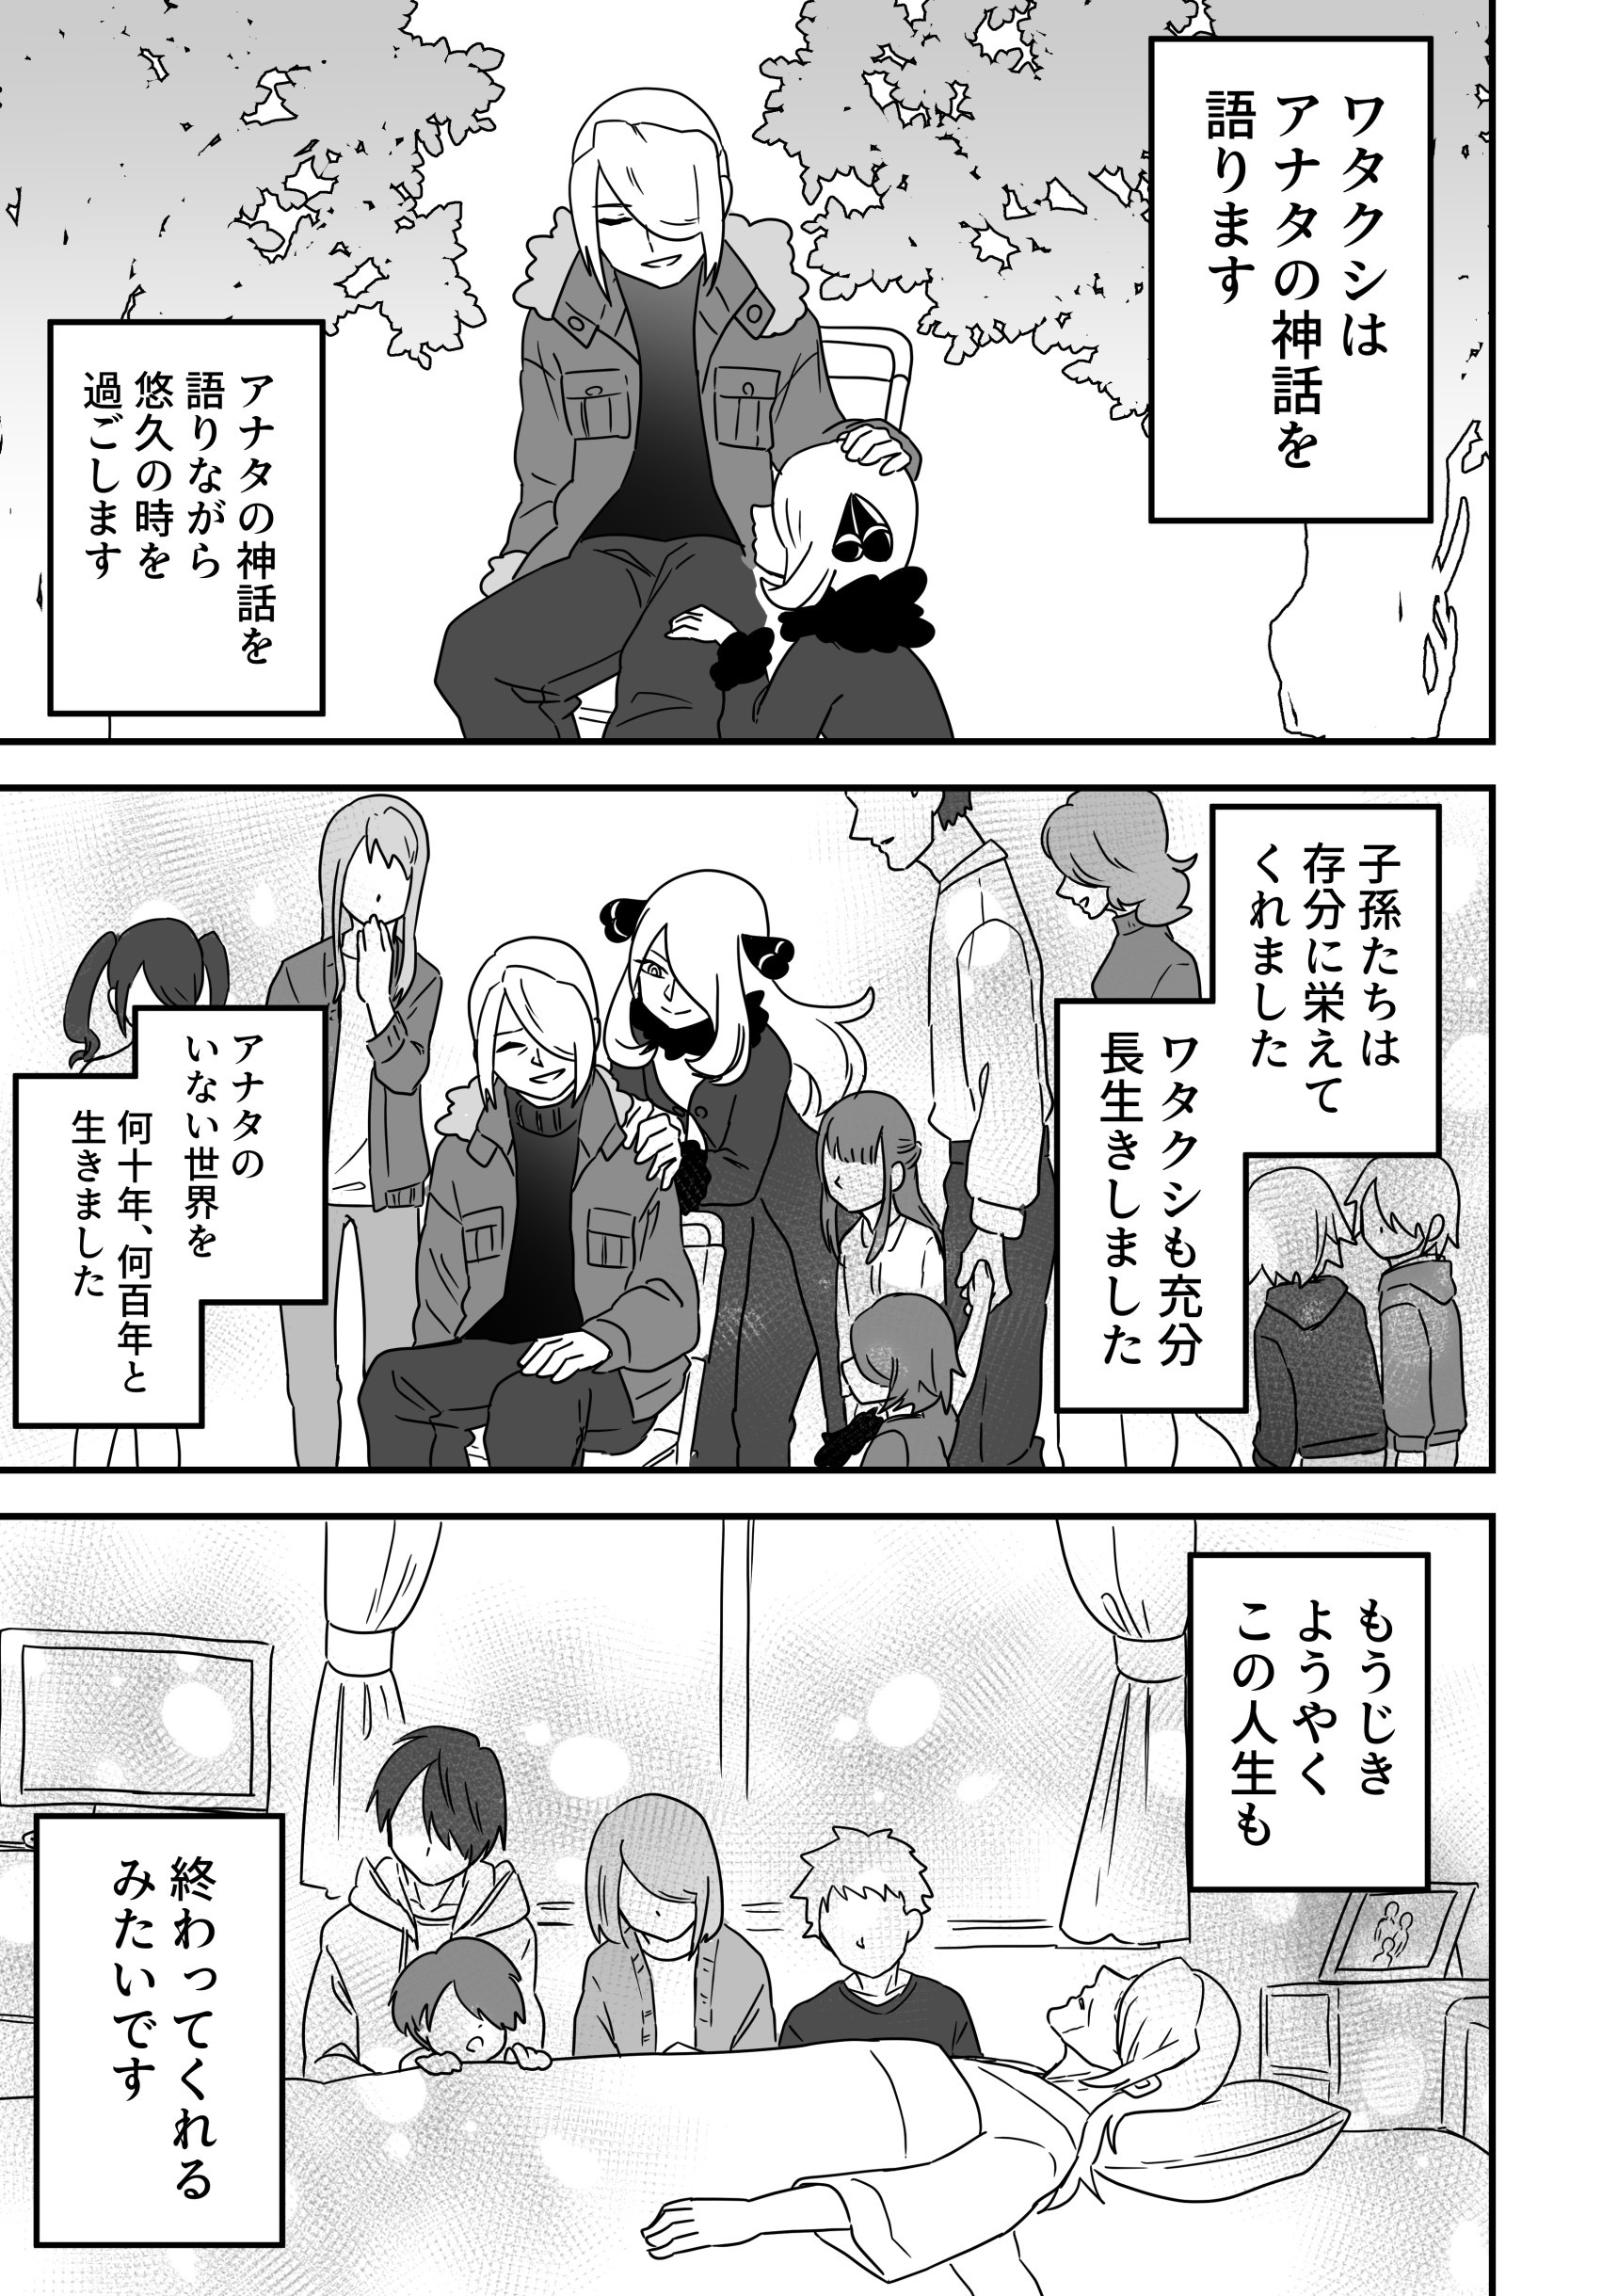 ワタクシは
アナタの神話を
語ります
アナタの神話を
語りながら
悠久の時を
過ごします
子孫たちは
存分に栄えて
くれました
ワタクシも充分
長生きしました
アナタの
いない世界を
何十年、何百年と
生きました
もうじき
ようやく
この人生も
終わってくれる
みたいです